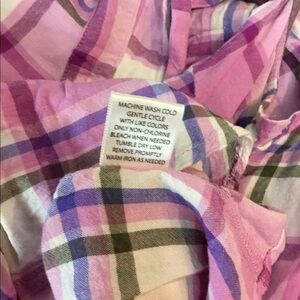 MACHINE WASH COLD
GENTLE CYCLE
WITH LIKE COLORS
ONLY NON-CHLORINE
BLEACH WHEN NEEDED
TUMBLE DRY LOW
REMOVE PROMPTLY
WARM IRON AS NEEDED